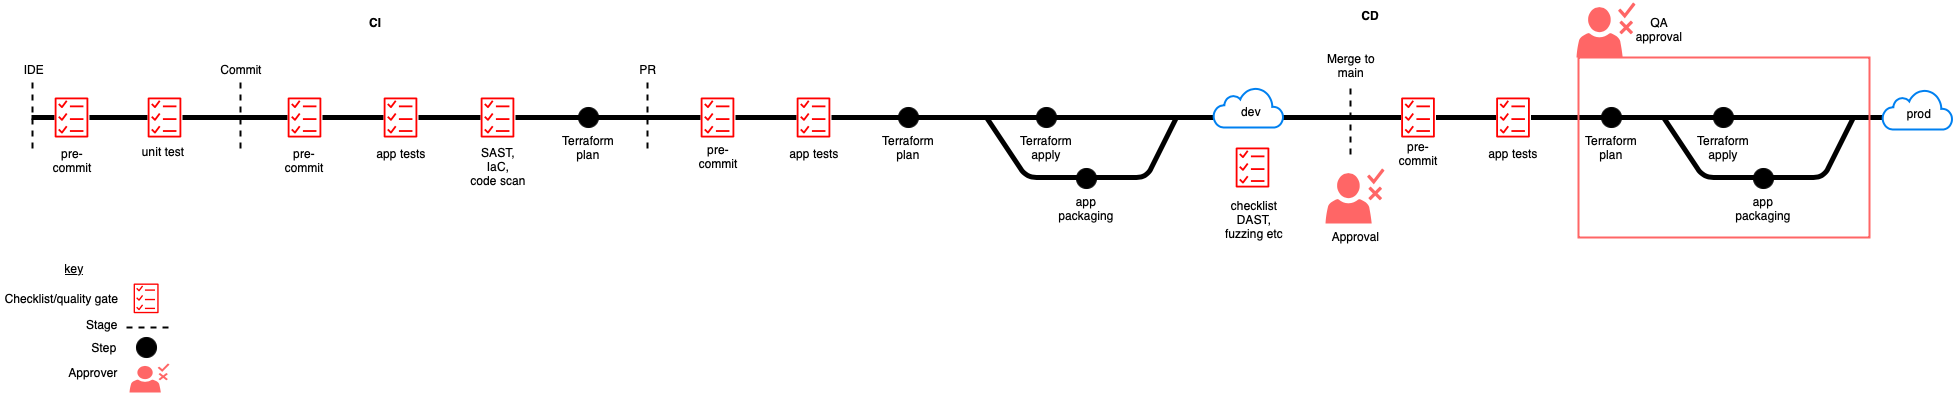 CI
CD
QA
approval
IDE
Commit
PR
Merge to
main
dev
prod
pre-
commit
unit test
pre-
commit
app tests
SAST,
IaC,
code scan
Terraform
plan
pre-
commit
app tests
Terraform
plan
Terraform
apply
app
packaging
checklist
DAST,
fuzzing etc
Approval
pre-
commit
app tests
Terraform
plan
Terraform
apply
app
packaging
key
Checklist/quality gate
Stage
Step
Approver